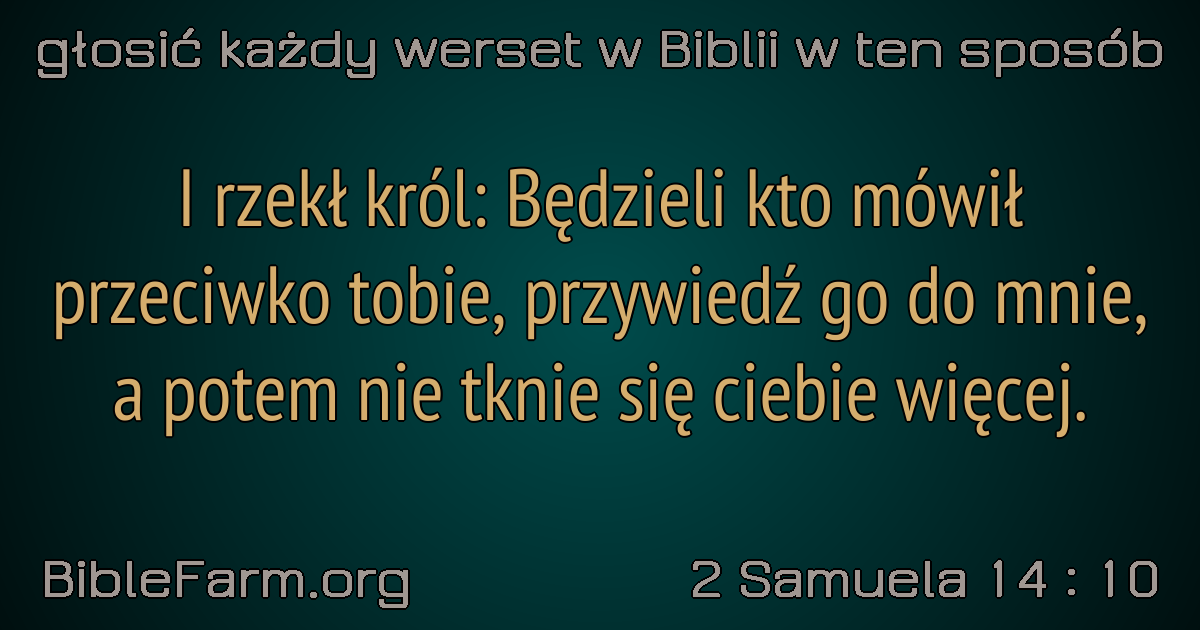 głosić każdy werset w Biblii w ten sposób
I rzekł król: Będzieli kto mówił
przeciwko tobie, przywiedź go do mnie,
a potem nie tknie się ciebie więcej.
BibleFarm.org
2 Samuela 14 : 10